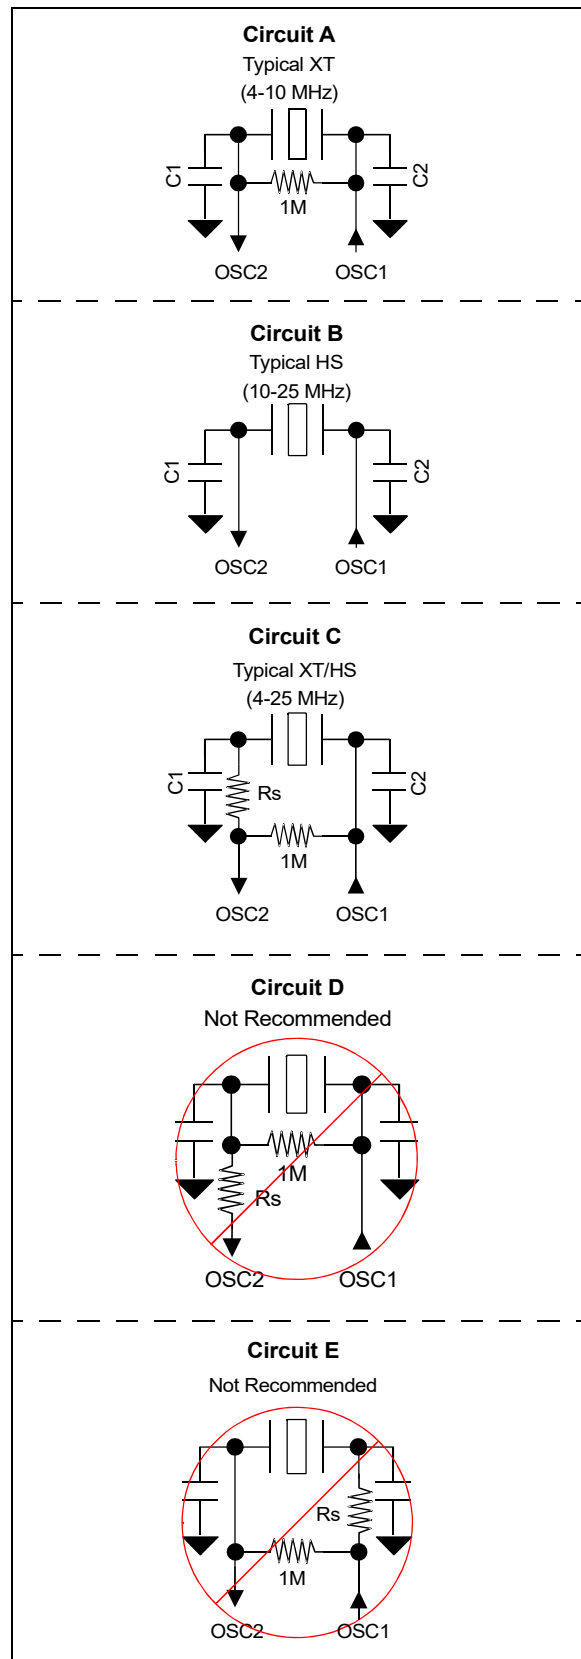 Circuit A
Typical XT
(4-10 MHz)
C1
C2
1M
OSC2 OSC1
Circuit B
Typical HS
(10-25 MHz)
C1
C2
OSC2 OSC1
Circuit C
Typical XT/HS
(4-25 MHz)
C1
Rs
C2
1M
OSC2 OSC1
Circuit D
Not Recommended
1M
Rs
OSC2 OSC1
Circuit E
Not Recommended
Rs
1M
OSC2 OSC1